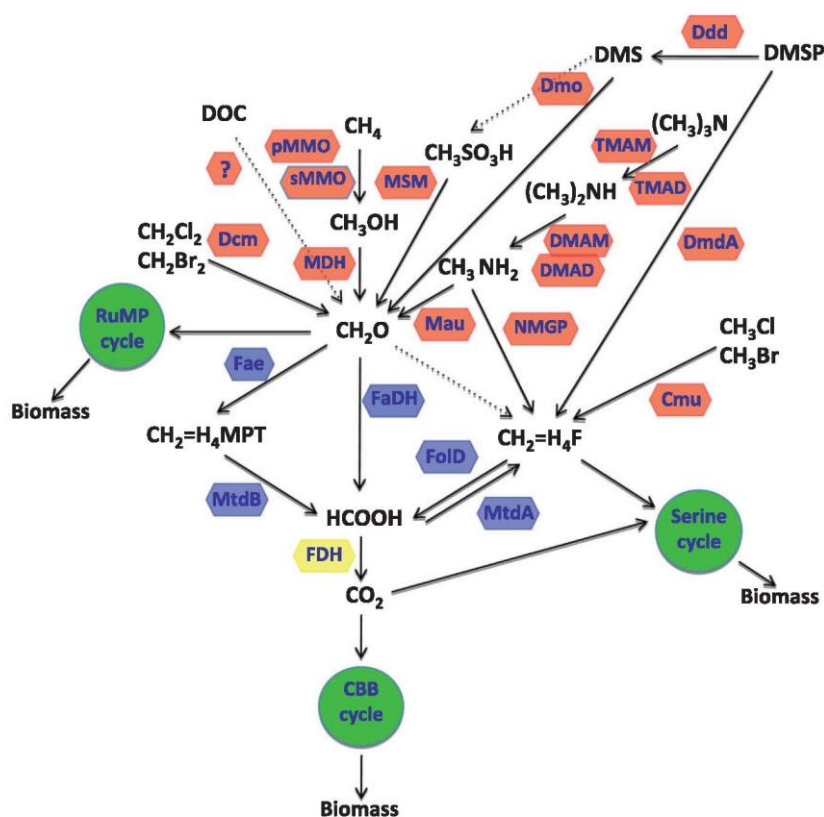 Ddd
DMS
DMSP
Dmo
DOC
CH4
(CH3)3N
pMMO
TMAM
?
sMMO
MSM
CH3SO3H
(CH3)2NH
TMAD
CH3OH
CH2Cl2
Dcm
DMAM
DmdA
CH2Br2
MDH
CH3 NH2
DMAD
RuMP
cycle
CH2O
Mau
NMGP
CH3Cl
CH3Br
Fae
FaDH
Cmu
Biomass
CH2=H4MPT
CH2=H4F
FolD
MtdB
HCOOH
MtdA
Serine
cycle
FDH
CO2
Biomass
CBB
cycle
Biomass